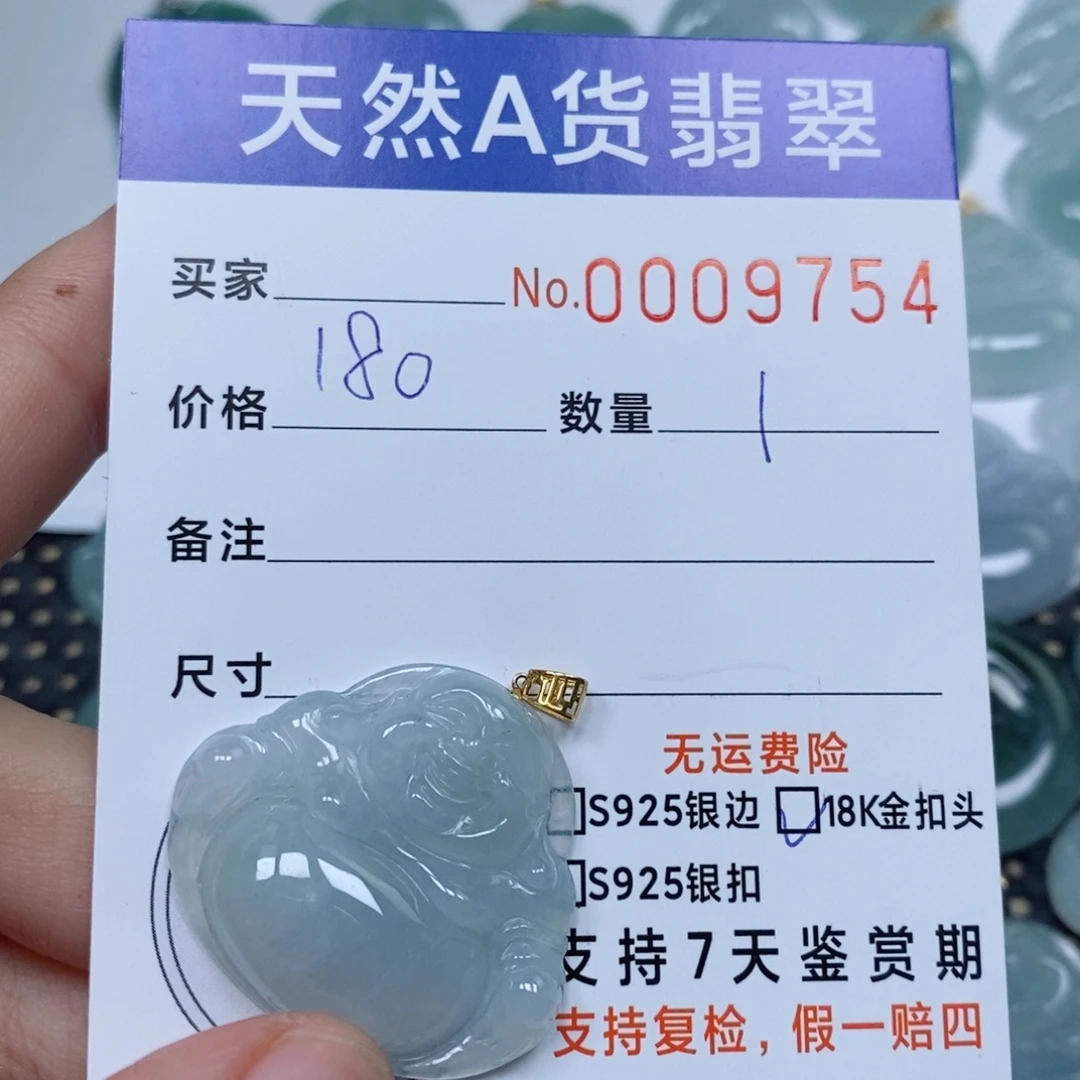 天然A货翡翠
买家 No.0009754
价格 180 数量 1
备注
尺寸
无运费险
S925银边 18K金扣头
S925银扣
支持7天鉴赏期
支持复检，假一赔四